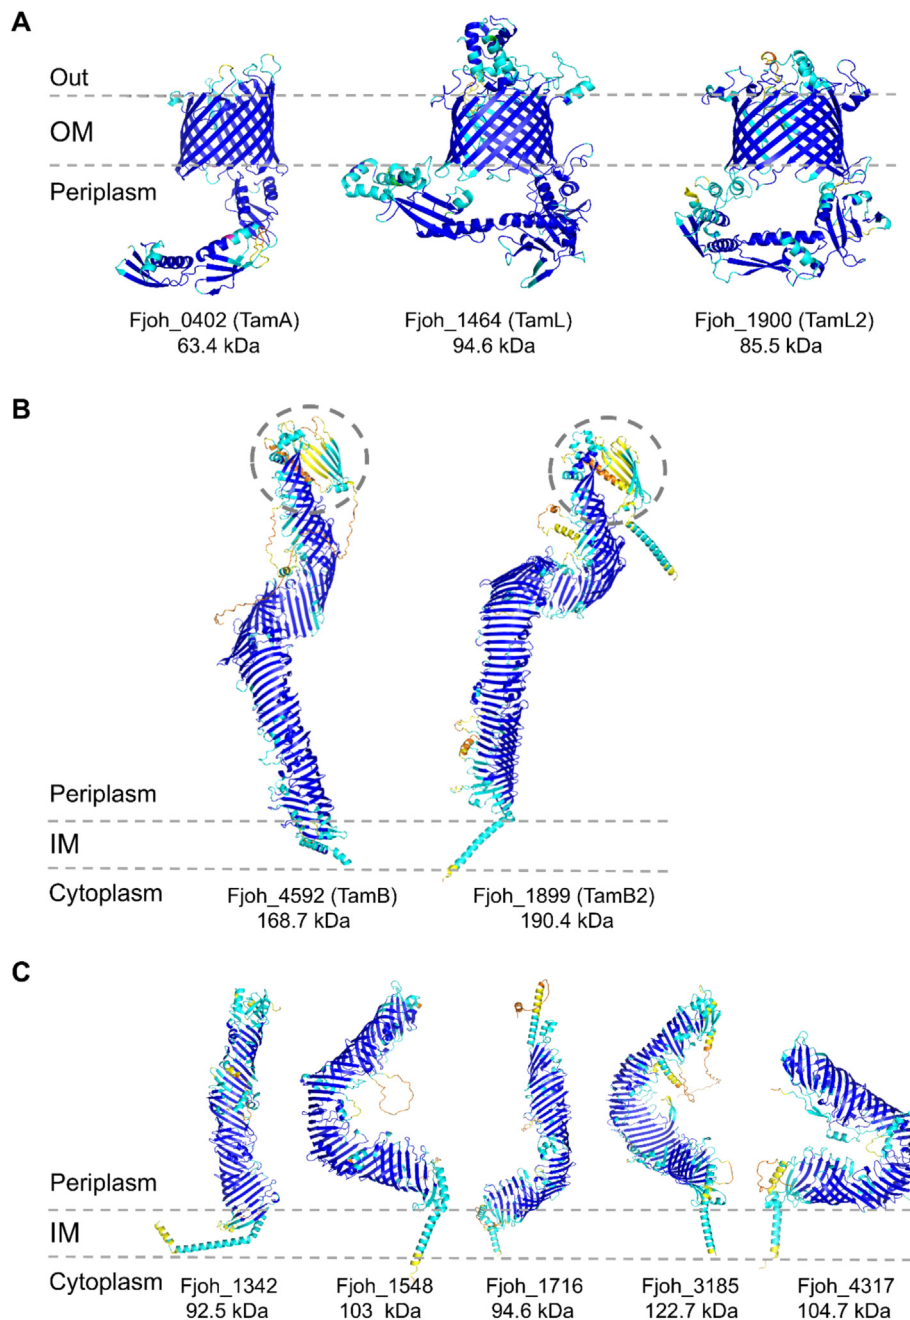 A
Out
OM
Periplasm
Fjoh_0402 (TamA)
63.4 kDa
Fjoh_1464 (TamL)
94.6 kDa
Fjoh_1900 (TamL2)
85.5 kDa
B
Periplasm
IM
Cytoplasm
Fjoh_4592 (TamB)
168.7 kDa
Fjoh_1899 (TamB2)
190.4 kDa
C
Periplasm
IM
Cytoplasm
Fjoh_1342
92.5 kDa
Fjoh_1548
103 kDa
Fjoh_1716
94.6 kDa
Fjoh_3185
122.7 kDa
Fjoh_4317
104.7 kDa